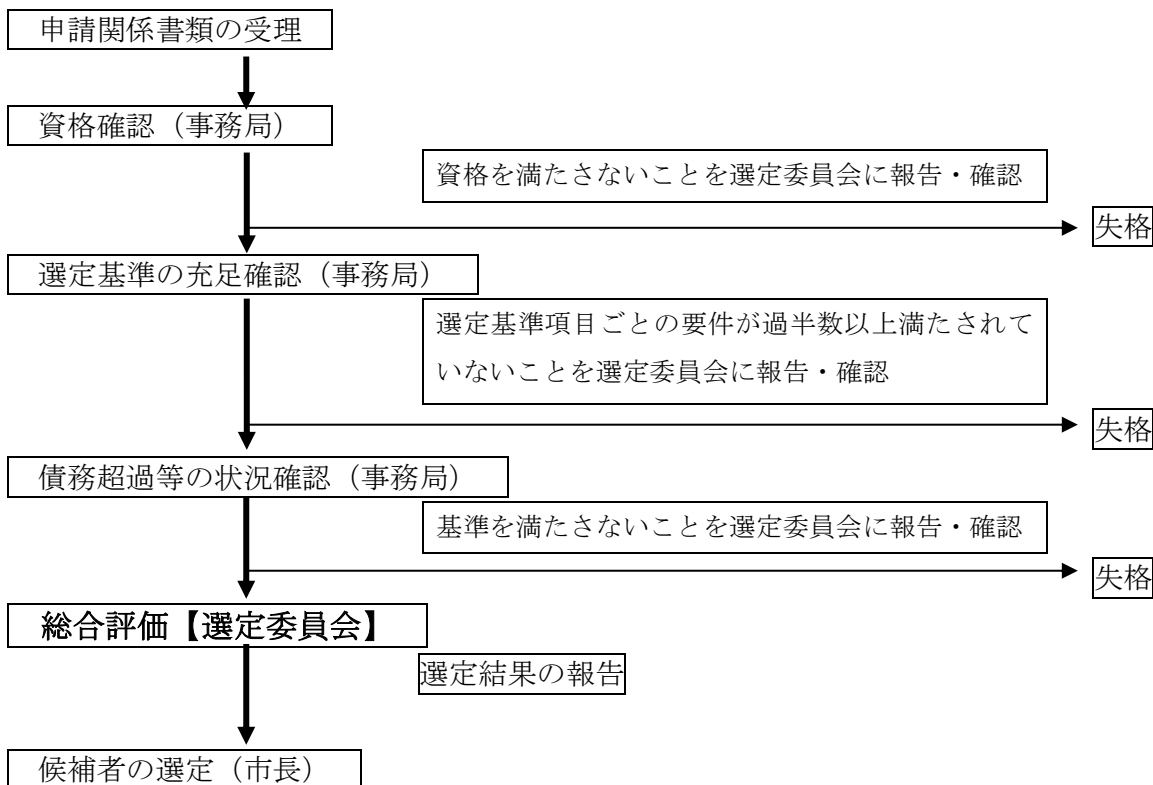 申請関係書類の受理
資格確認（事務局）
資格を満たさないことを選定委員会に報告・確認
失格
選定基準の充足確認（事務局）
選定基準項目ごとの要件が過半数以上満たされて
いないことを選定委員会に報告・確認
失格
債務超過等の状況確認（事務局）
基準を満たさないことを選定委員会に報告・確認
失格
総合評価【選定委員会】
選定結果の報告
候補者の選定（市長）